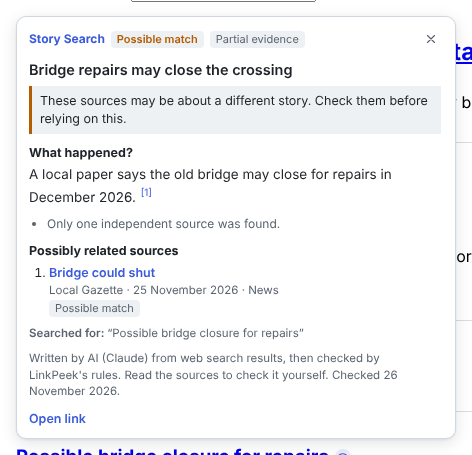 Story Search Possible match Partial evidence
Bridge repairs may close the crossing
These sources may be about a different story. Check them before
relying on this.
What happened?
A local paper says the old bridge may close for repairs in
December 2026. [1]
• Only one independent source was found.
Possibly related sources
1. Bridge could shut
Local Gazette · 25 November 2026 · News
Possible match
Searched for: “Possible bridge closure for repairs”
Written by AI (Claude) from web search results, then checked by
LinkPeek's rules. Read the sources to check it yourself. Checked 26
November 2026.
Open link
Possible bridge closure for repairs